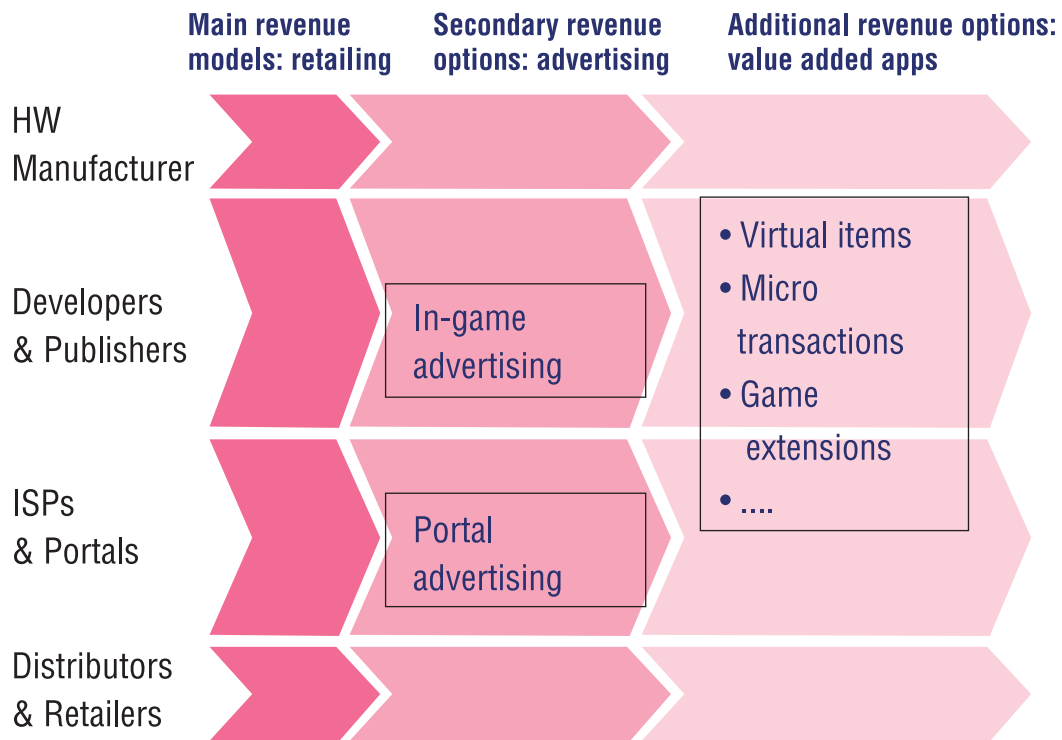 Main revenue
models: retailing
Secondary revenue
options: advertising
Additional revenue options:
value added apps
HW
Manufacturer
Developers
& Publishers
In-game
advertising
• Virtual items
• Micro
transactions
• Game
extensions
• ....
ISPs
& Portals
Portal
advertising
Distributors
& Retailers